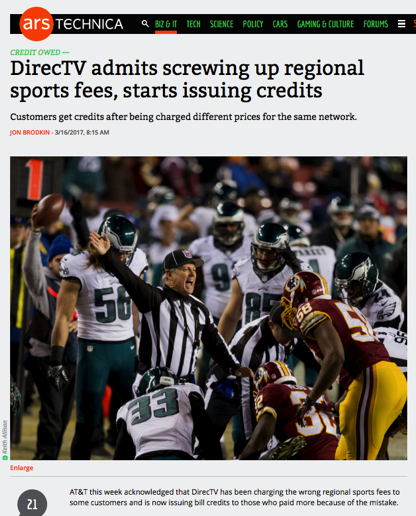 ars TECHNICA
BIZ & IT TECH SCIENCE POLICY CARS GAMING & CULTURE FORUMS
CREDIT OWED —
DirecTV admits screwing up regional
sports fees, starts issuing credits
Customers get credits after being charged different prices for the same network.
JON BRODKIN - 3/16/2017, 8:15 AM
1
56
85
33
Keith Allison
Enlarge
21
AT&T this week acknowledged that DirecTV has been charging the wrong regional sports fees to
some customers and is now issuing bill credits to those who paid more because of the mistake.